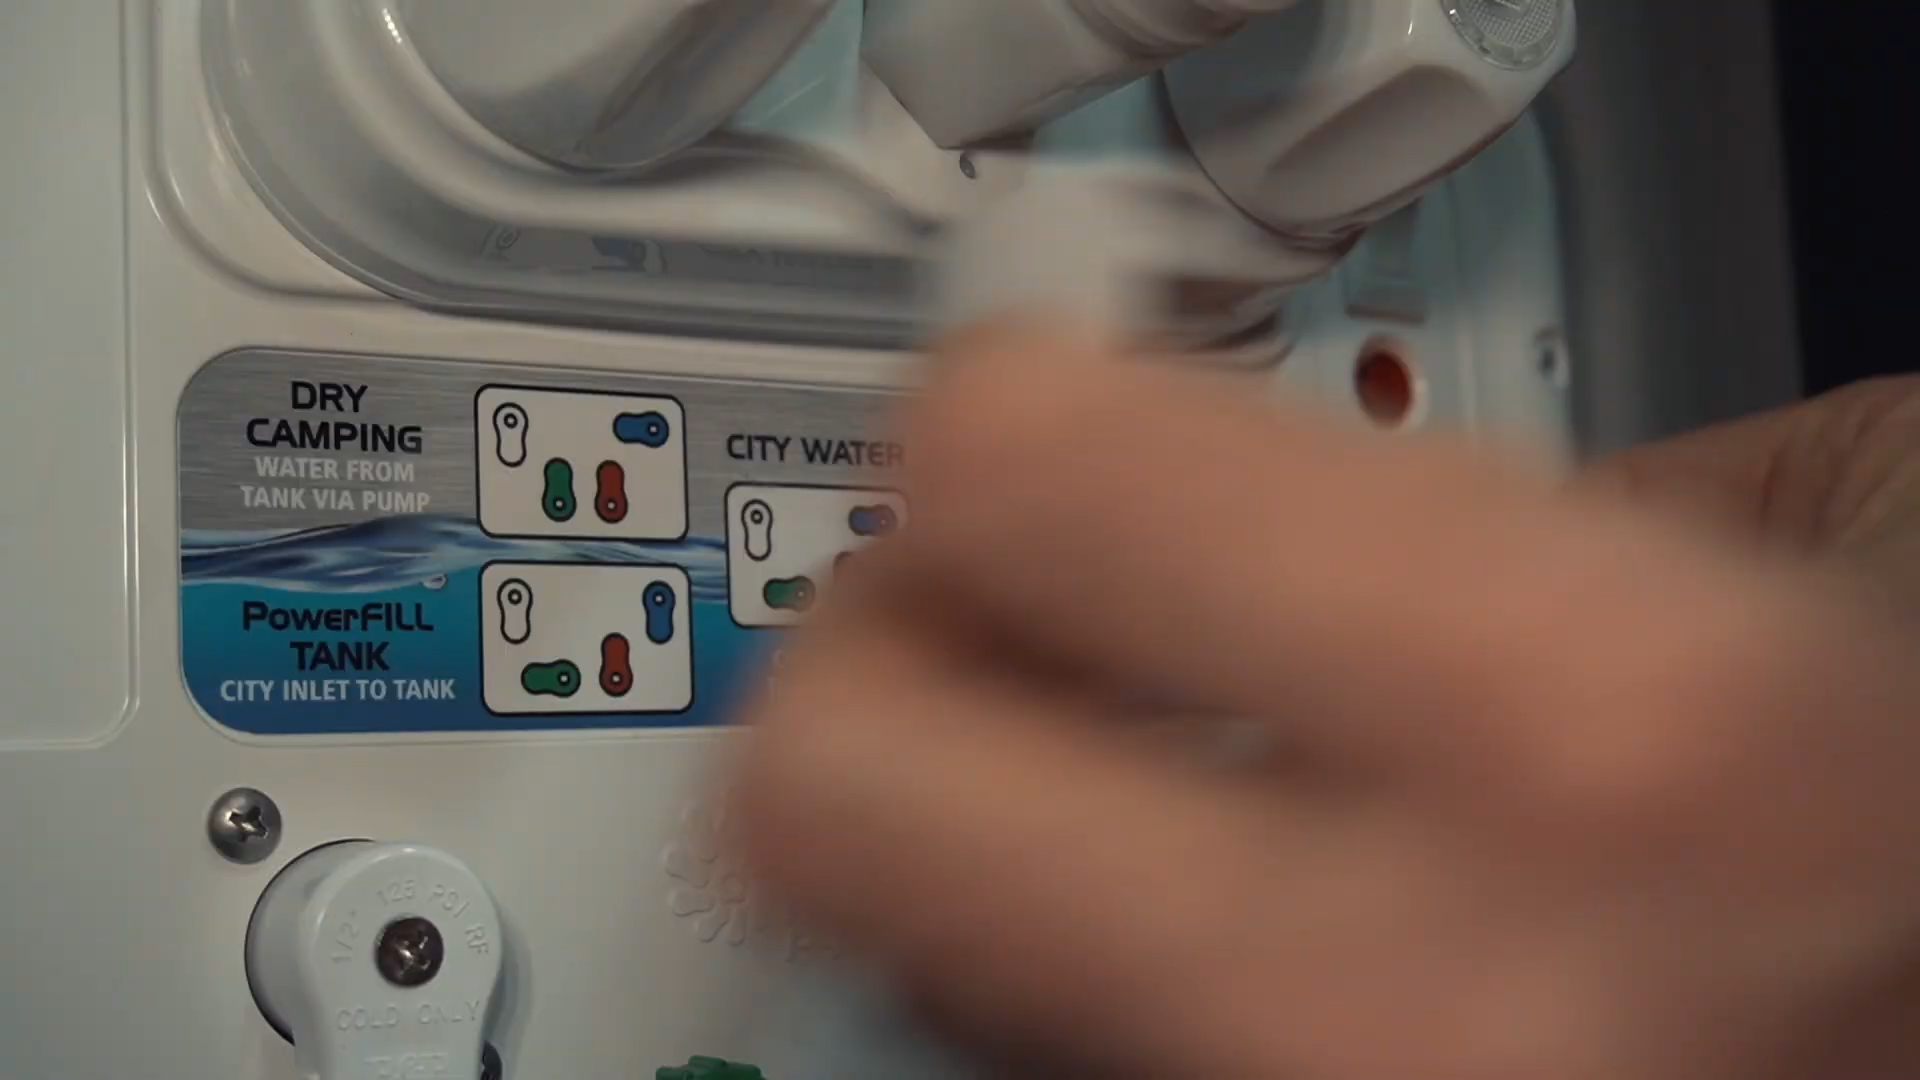 DRY
CAMPING
WATER FROM
TANK VIA PUMP
CITY WATER
PowerFILL
TANK
CITY INLET TO TANK
1/2" 125 PSI RF
COLD ONLY